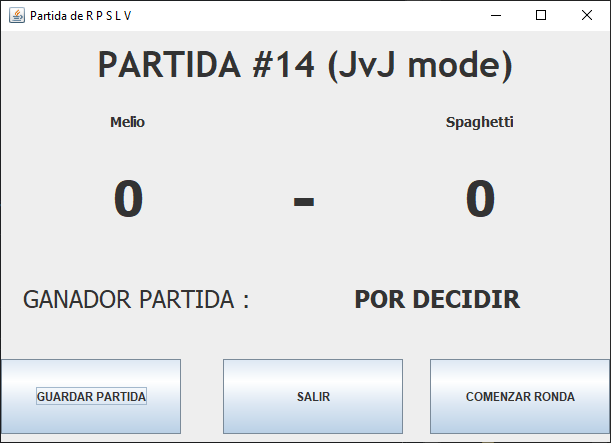 Partida de R P S L V
PARTIDA #14 (JvJ mode)
Melio Spaghetti
0 - 0
GANADOR PARTIDA : POR DECIDIR
GUARDAR PARTIDA SALIR COMENZAR RONDA